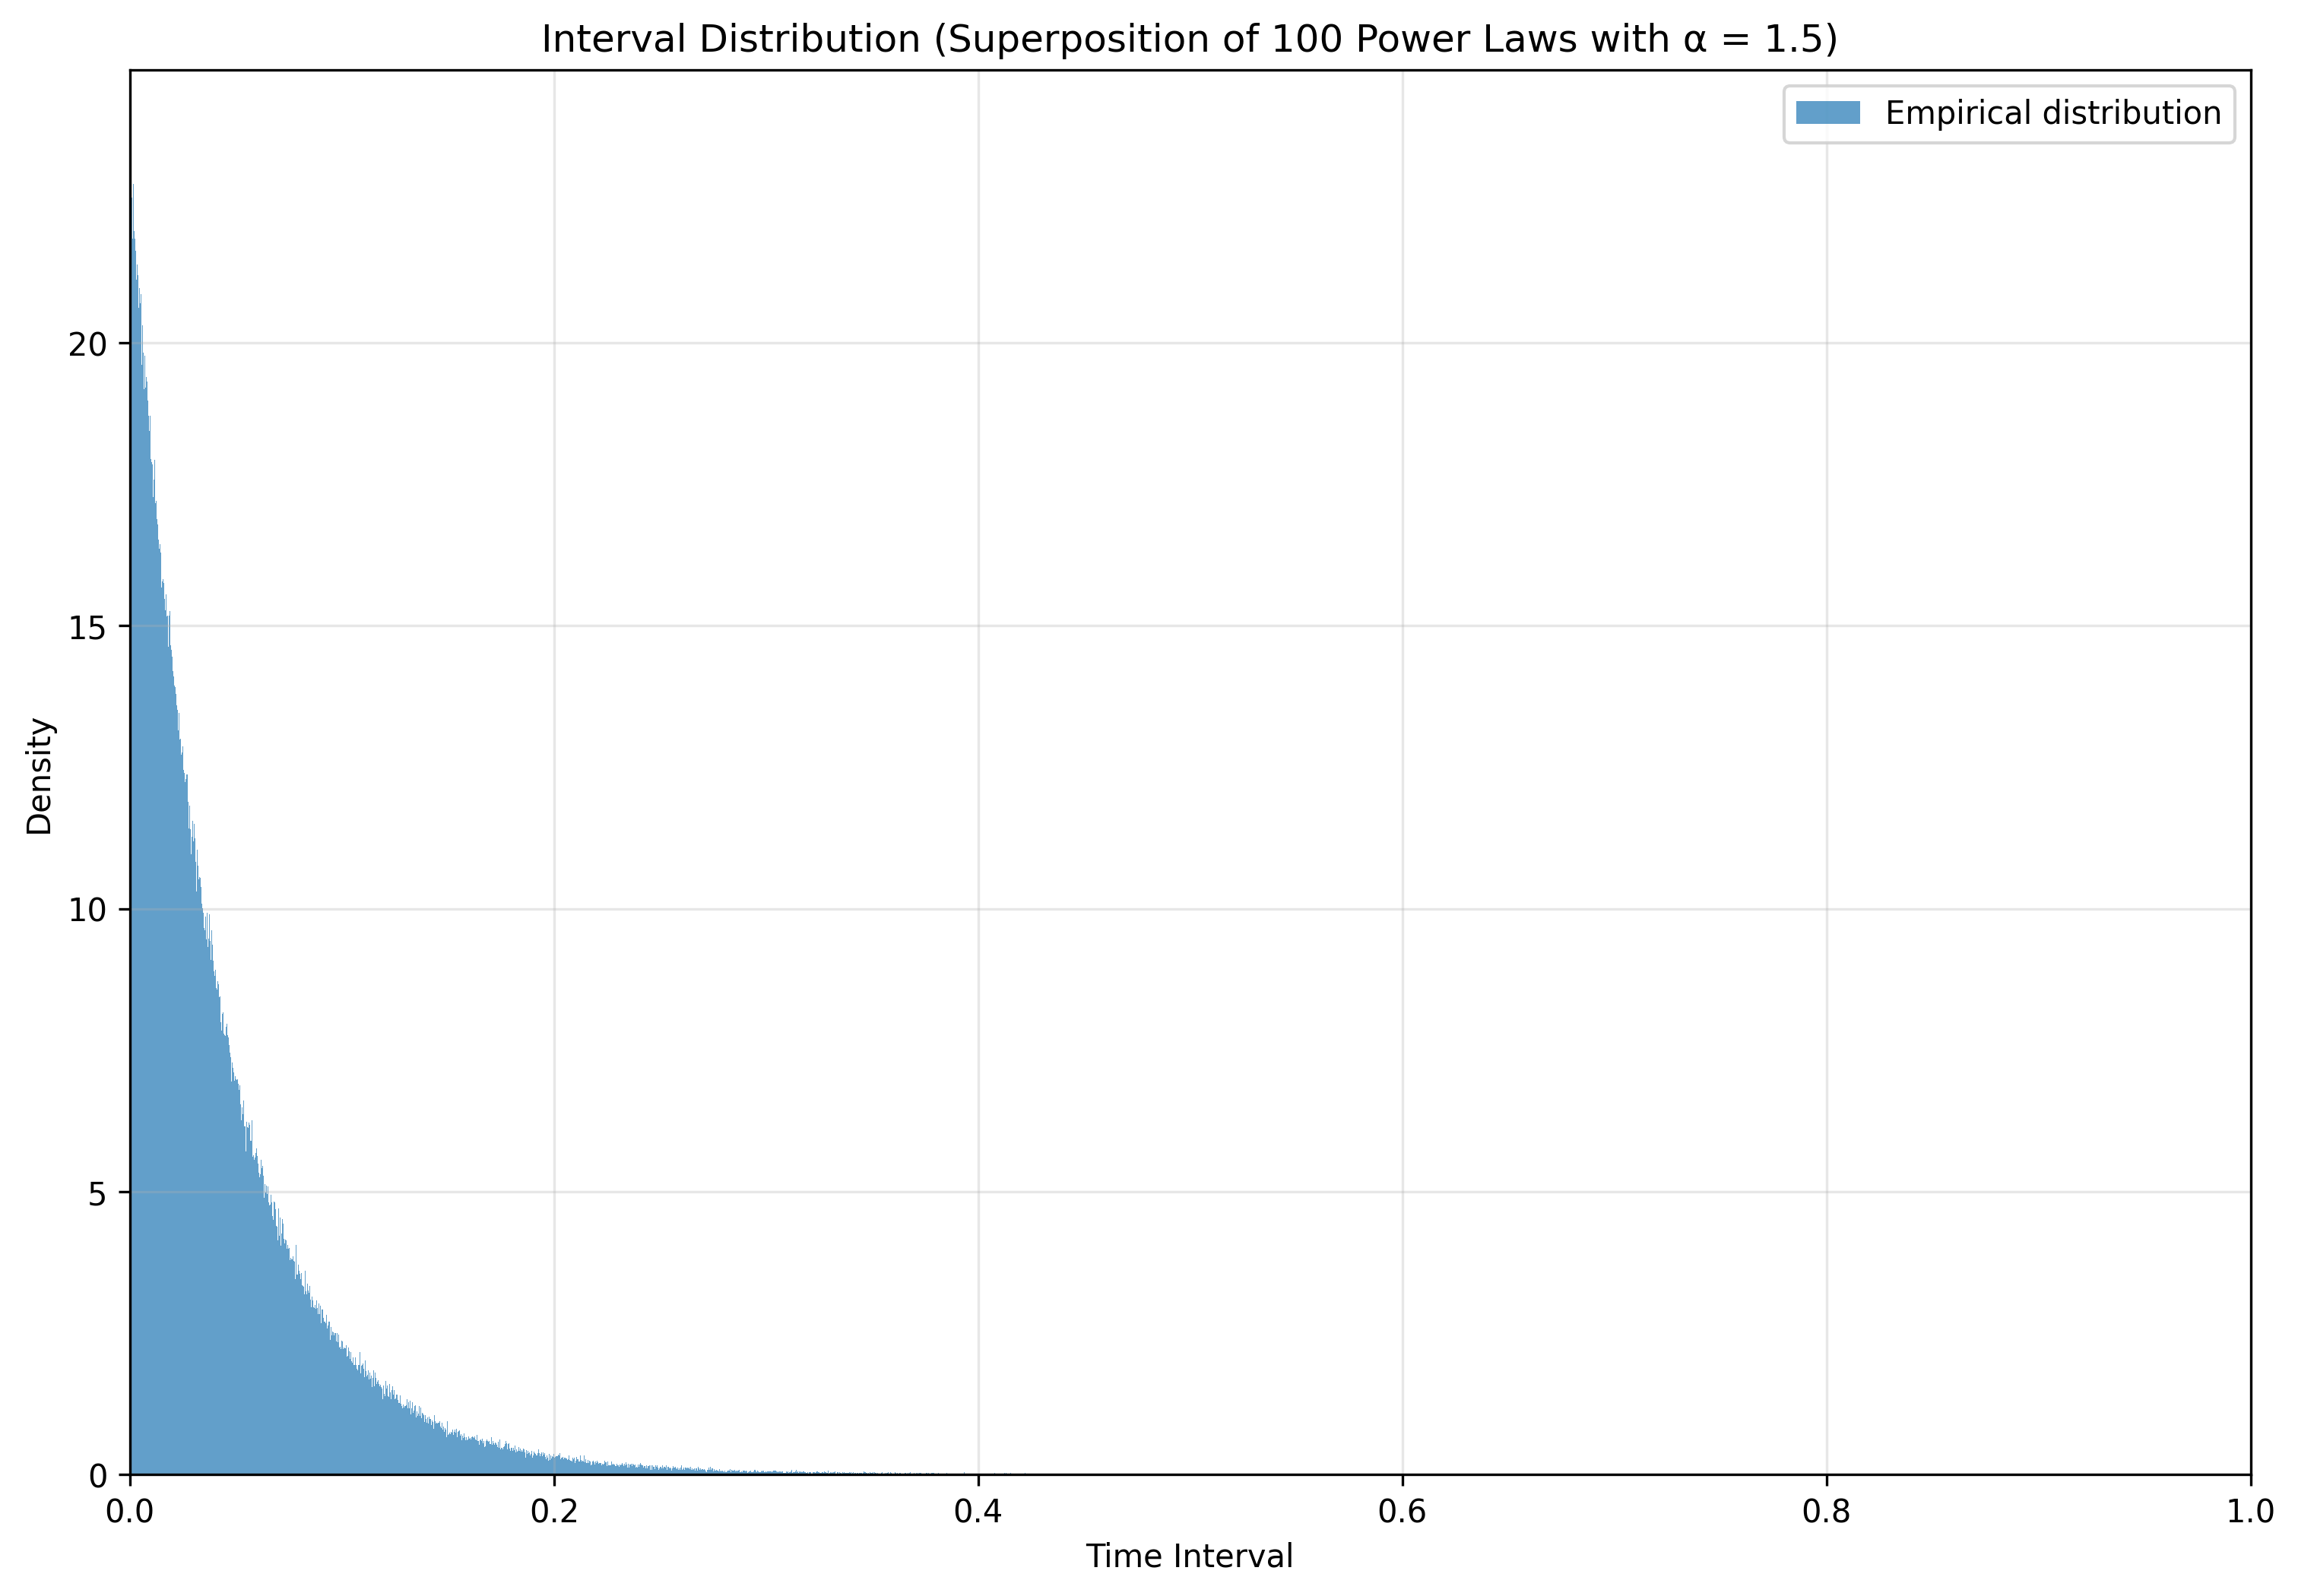 Interval Distribution (Superposition of 100 Power Laws with α = 1.5)
Empirical distribution
20
15
10
5
0
Density
0.0 0.2 0.4 0.6 0.8 1.0
Time Interval